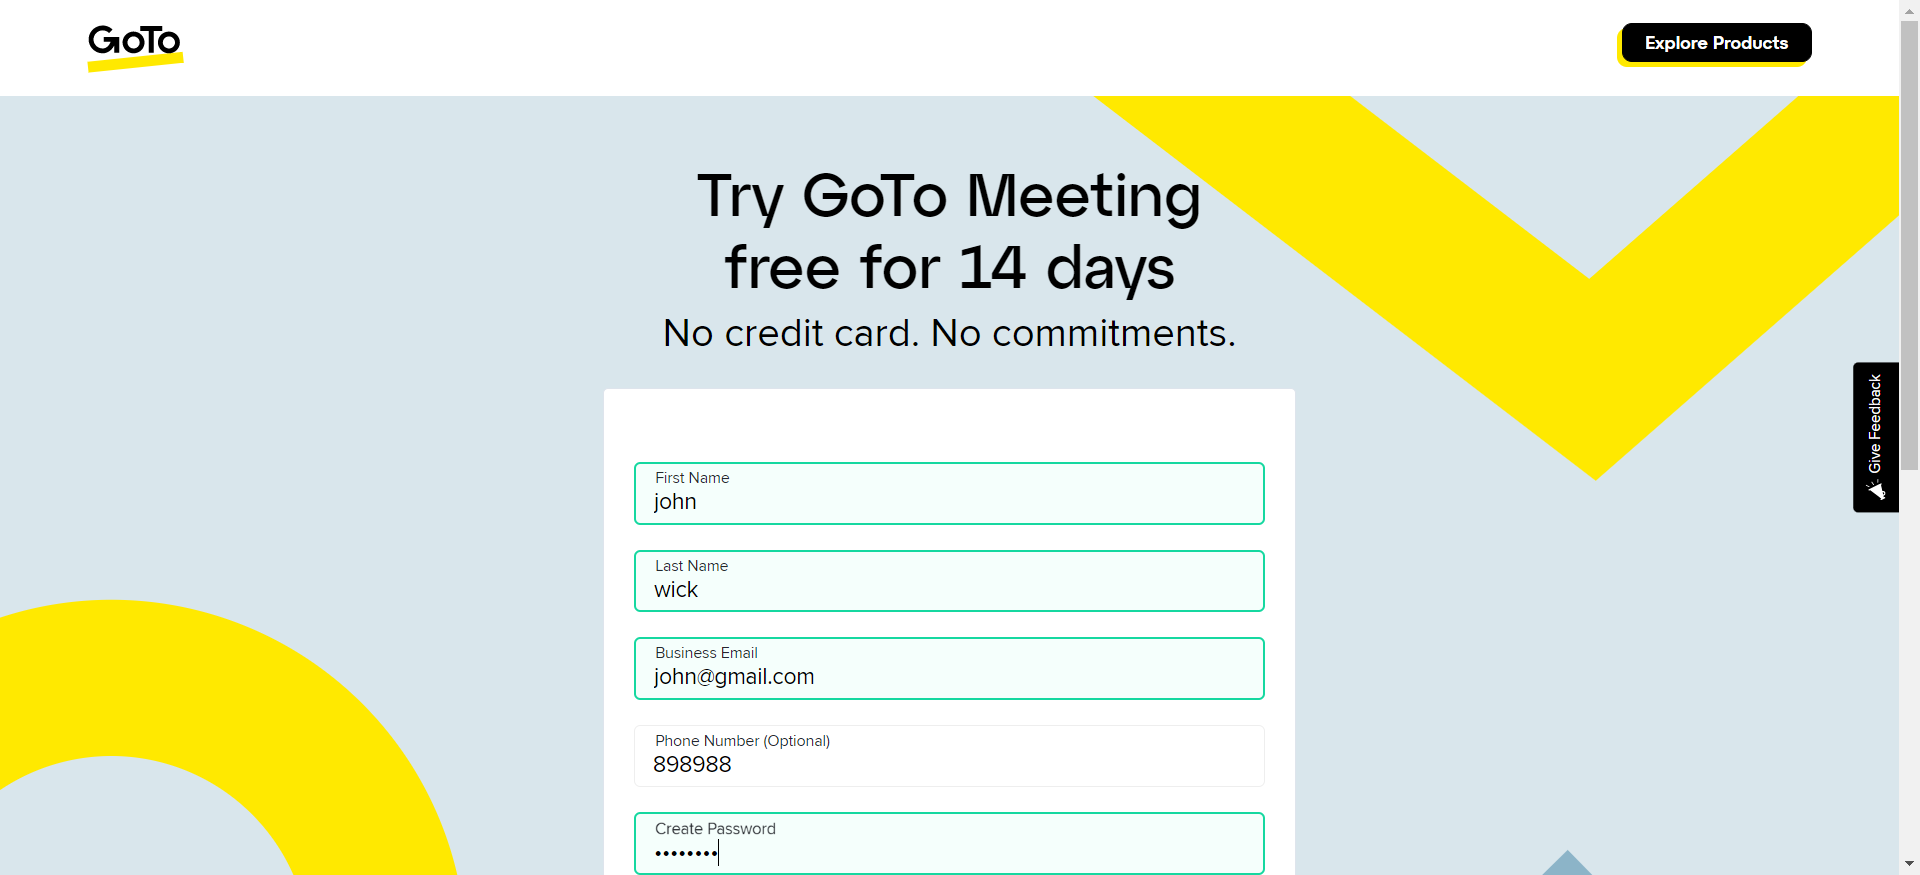 GoTo
Explore Products
Try GoTo Meeting
free for 14 days
No credit card. No commitments.
Give Feedback
First Name
john
Last Name
wick
Business Email
john@gmail.com
Phone Number (Optional)
898988
Create Password
••••••••